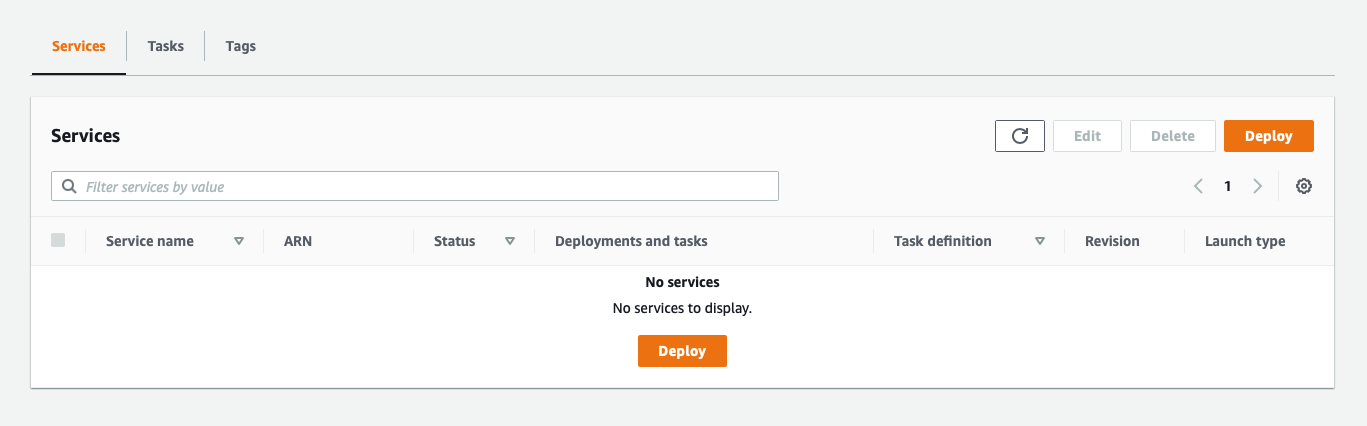 Services Tasks Tags
Services
Edit Delete Deploy
Filter services by value
1
Service name ARN Status Deployments and tasks Task definition Revision Launch type
No services
No services to display.
Deploy